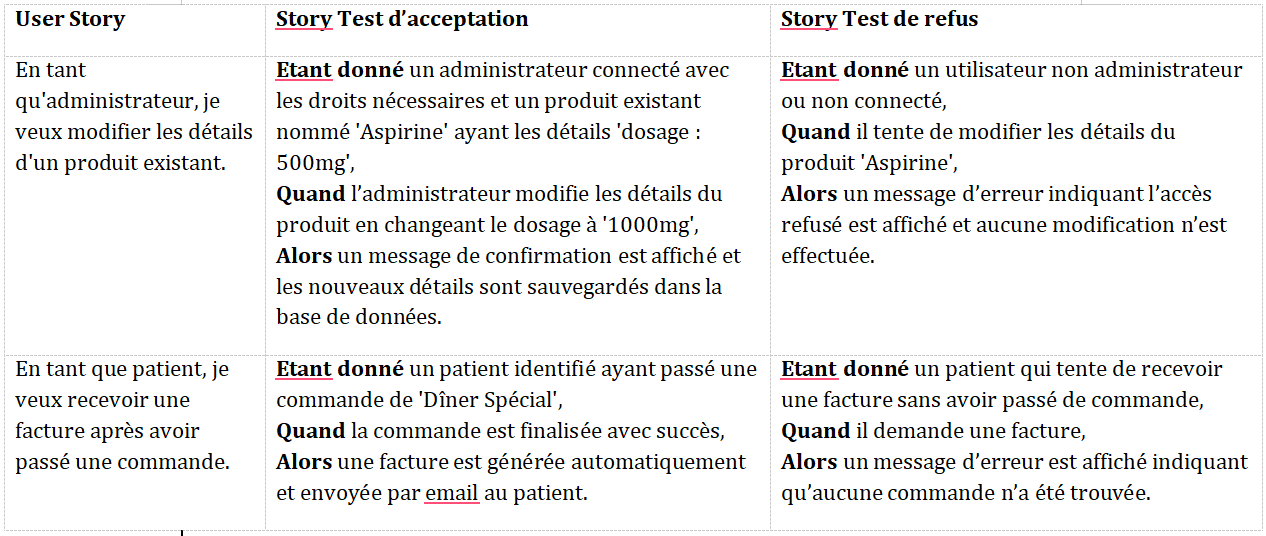 User Story
Story Test d’acceptation
Story Test de refus
En tant
qu'administrateur, je
veux modifier les détails
d'un produit existant.
Etant donné un administrateur connecté avec
les droits nécessaires et un produit existant
nommé 'Aspirine' ayant les détails 'dosage :
500mg',
Quand l’administrateur modifie les détails du
produit en changeant le dosage à '1000mg',
Alors un message de confirmation est affiché et
les nouveaux détails sont sauvegardés dans la
base de données.
Etant donné un utilisateur non administrateur
ou non connecté,
Quand il tente de modifier les détails du
produit 'Aspirine',
Alors un message d’erreur indiquant l’accès
refusé est affiché et aucune modification n’est
effectuée.
En tant que patient, je
veux recevoir une
facture après avoir
passé une commande.
Etant donné un patient identifié ayant passé une
commande de 'Dîner Spécial',
Quand la commande est finalisée avec succès,
Alors une facture est générée automatiquement
et envoyée par email au patient.
Etant donné un patient qui tente de recevoir
une facture sans avoir passé de commande,
Quand il demande une facture,
Alors un message d’erreur est affiché indiquant
qu’aucune commande n’a été trouvée.